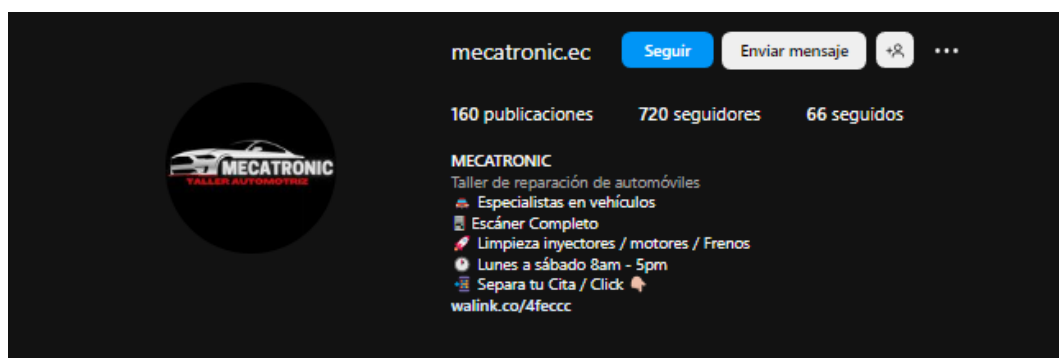 mecatronic.ec Seguir Enviar mensaje
160 publicaciones 720 seguidores 66 seguidos
MECATRONIC
TALLER AUTOMOTRIZ
MECATRONIC
Taller de reparación de automóviles
Especialistas en vehículos
Escáner Completo
Limpieza inyectores / motores / Frenos
Lunes a sábado 8am - 5pm
Separa tu Cita / Click
walink.co/4feccc